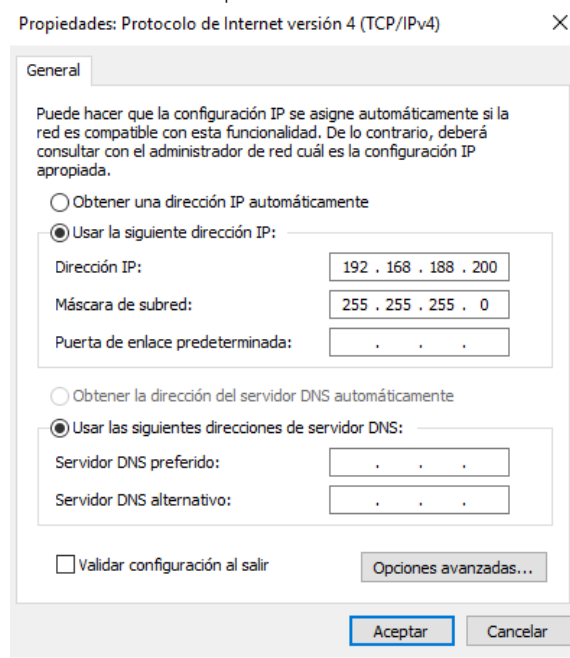 Propiedades: Protocolo de Internet versión 4 (TCP/IPv4)
General
Puede hacer que la configuración IP se asigne automáticamente si la
red es compatible con esta funcionalidad. De lo contrario, deberá
consultar con el administrador de red cuál es la configuración IP
apropiada.
Obtener una dirección IP automáticamente
Usar la siguiente dirección IP:
Dirección IP: 192 . 168 . 188 . 200
Máscara de subred: 255 . 255 . 255 . 0
Puerta de enlace predeterminada: . . .
Obtener la dirección del servidor DNS automáticamente
Usar las siguientes direcciones de servidor DNS:
Servidor DNS preferido: . . .
Servidor DNS alternativo: . . .
Validar configuración al salir Opciones avanzadas...
Aceptar Cancelar